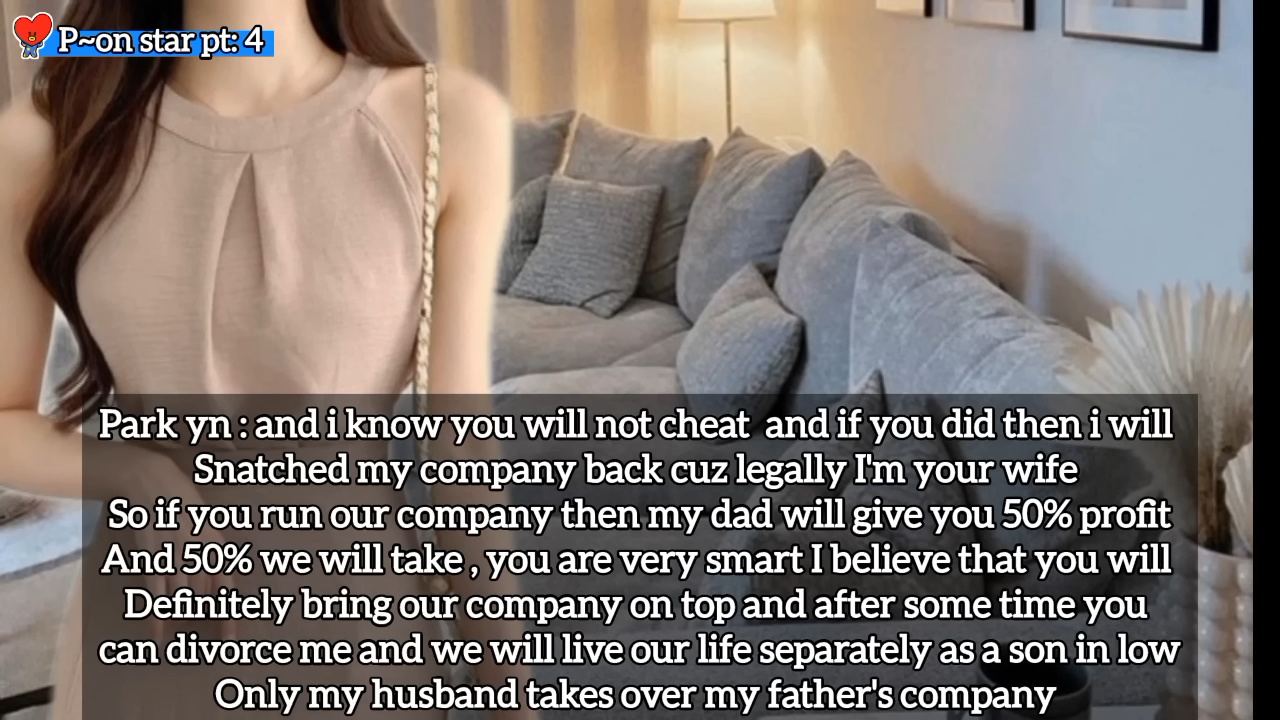 P~on star pt: 4
Park yn : and i know you will not cheat  and if you did then i will
Snatched my company back cuz legally I'm your wife
So if you run our company then my dad will give you 50% profit
And 50% we will take , you are very smart I believe that you will
Definitely bring our company on top and after some time you
can divorce me and we will live our life separately as a son in low
Only my husband takes over my father's company